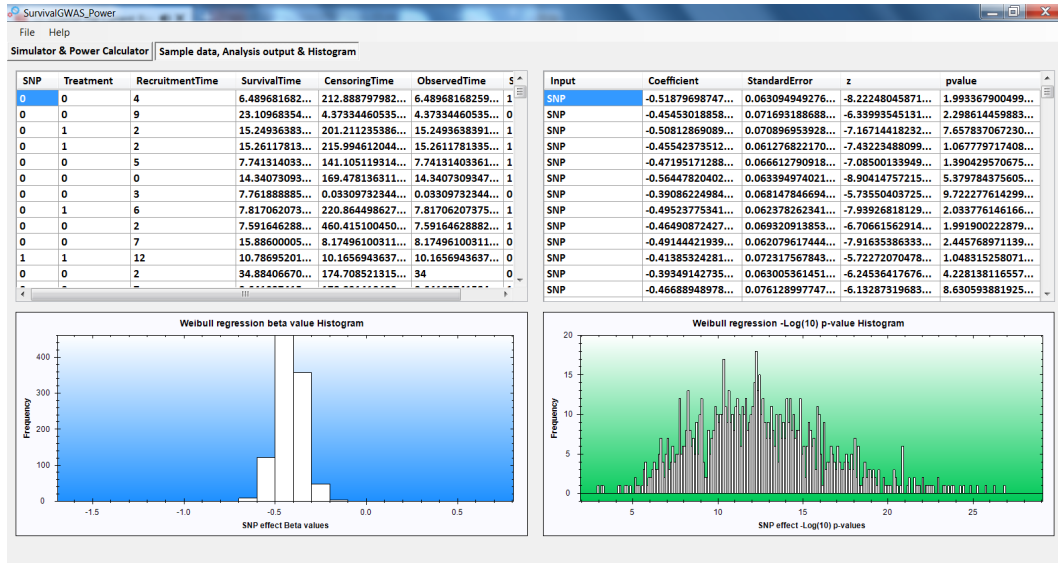 SurvivalGWAS_Power
File Help
Simulator & Power Calculator Sample data, Analysis output & Histogram
SNP Treatment RecruitmentTime SurvivalTime CensoringTime ObservedTime S
0 0 4 6.489681682... 212.888797982... 6.48968168259... 1
0 0 9 23.10968354... 4.37334460535... 4.37334460535... 0
0 1 2 15.24936383... 201.211235386... 15.2493638391... 1
0 1 2 15.26117813... 215.994612044... 15.2611781335... 1
0 0 5 7.741314033... 141.105119314... 7.74131403361... 1
0 0 2 14.34073093... 169.478136311... 14.3407309347... 1
0 0 3 7.761888885... 0.03309732344... 0.03309732344... 0
0 1 6 7.817062073... 220.864498627... 7.81706207375... 1
0 0 2 7.591646288... 460.415100450... 7.59164628882... 1
0 0 7 15.88600005... 8.17496100311... 8.17496100311... 0
1 1 12 10.78695201... 10.1656943637... 10.1656943637... 0
0 0 2 34.88406670... 174.708521315... 34 0
Input Coefficient StandardError z pvalue
SNP -0.51879698747... 0.063094949276... -8.22248045871... 1.993367900499...
SNP -0.45453018858... 0.071693188688... -6.33993545131... 2.298614459883...
SNP -0.50812869089... 0.070896953928... -7.16714418232... 7.657837067230...
SNP -0.45542373512... 0.061276822170... -7.43223488099... 1.067779717408...
SNP -0.47195171288... 0.066612790918... -7.08500133949... 1.390429570675...
SNP -0.56447820402... 0.063394974021... -8.90414757215... 5.379784375605...
SNP -0.39086224984... 0.068147846694... -5.73550403725... 9.722277614299...
SNP -0.49523775341... 0.062378262341... -7.93926818129... 2.033776146166...
SNP -0.46490872427... 0.069320913853... -6.70661562914... 1.991900222879...
SNP -0.49144421939... 0.062079617444... -7.91635386333... 2.445768971139...
SNP -0.41385324281... 0.072317567843... -5.72272070478... 1.048315258071...
SNP -0.39349142735... 0.063005361451... -6.24536417676... 4.228138116557...
SNP -0.46688948978... 0.076128997747... -6.13287319683... 8.630593881925...
Weibull regression beta value Histogram
Frequency
400
300
200
100
0
-1.5 -1.0 -0.5 0.0 0.5
SNP effect Beta values
Weibull regression -Log(10) p-value Histogram
Frequency
20
15
10
5
0
5 10 15 20 25
SNP effect -Log(10) p-values